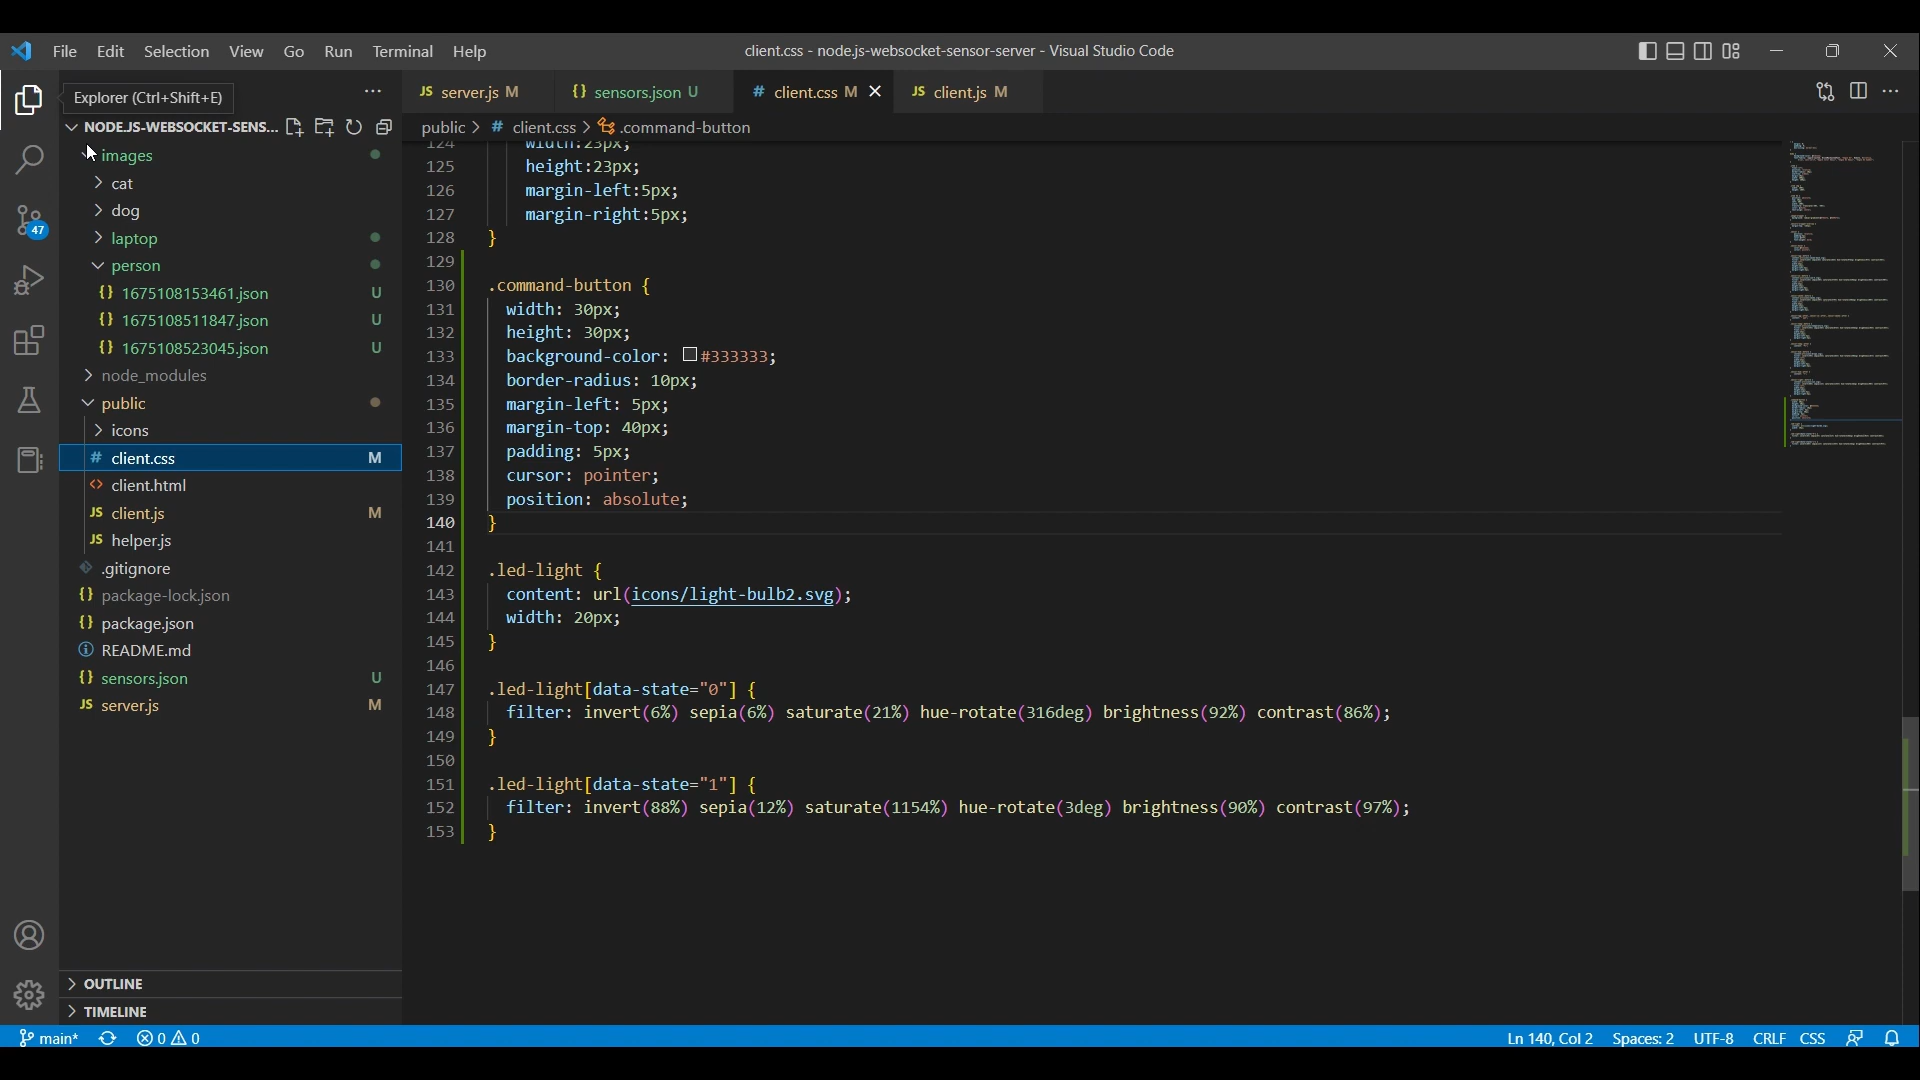 File Edit Selection View Go Run Terminal Help
client.css - node.js-websocket-sensor-server - Visual Studio Code
Explorer (Ctrl+Shift+E)
JS server.js M
{} sensors.json U
# client.css M
JS client.js M
NODE.JS-WEBSOCKET-SENS...
public > # client.css > .command-button
images
cat
dog
laptop
person
{} 1675108153461.json U
{} 1675108511847.json U
{} 1675108523045.json U
node_modules
public
icons
# client.css M
<> client.html
JS client.js M
JS helper.js
.gitignore
{} package-lock.json
{} package.json
README.md
{} sensors.json U
JS server.js M
47
OUTLINE
TIMELINE
124 width:23px;
125 height:23px;
126 margin-left:5px;
127 margin-right:5px;
128 }
129
130 .command-button {
131 width: 30px;
132 height: 30px;
133 background-color: #333333;
134 border-radius: 10px;
135 margin-left: 5px;
136 margin-top: 40px;
137 padding: 5px;
138 cursor: pointer;
139 position: absolute;
140 }
141
142 .led-light {
143 content: url(icons/light-bulb2.svg);
144 width: 20px;
145 }
146
147 .led-light[data-state="0"] {
148 filter: invert(6%) sepia(6%) saturate(21%) hue-rotate(316deg) brightness(92%) contrast(86%);
149 }
150
151 .led-light[data-state="1"] {
152 filter: invert(88%) sepia(12%) saturate(1154%) hue-rotate(3deg) brightness(90%) contrast(97%);
153 }
main* 0 0
Ln 140, Col 2 Spaces: 2 UTF-8 CRLF CSS